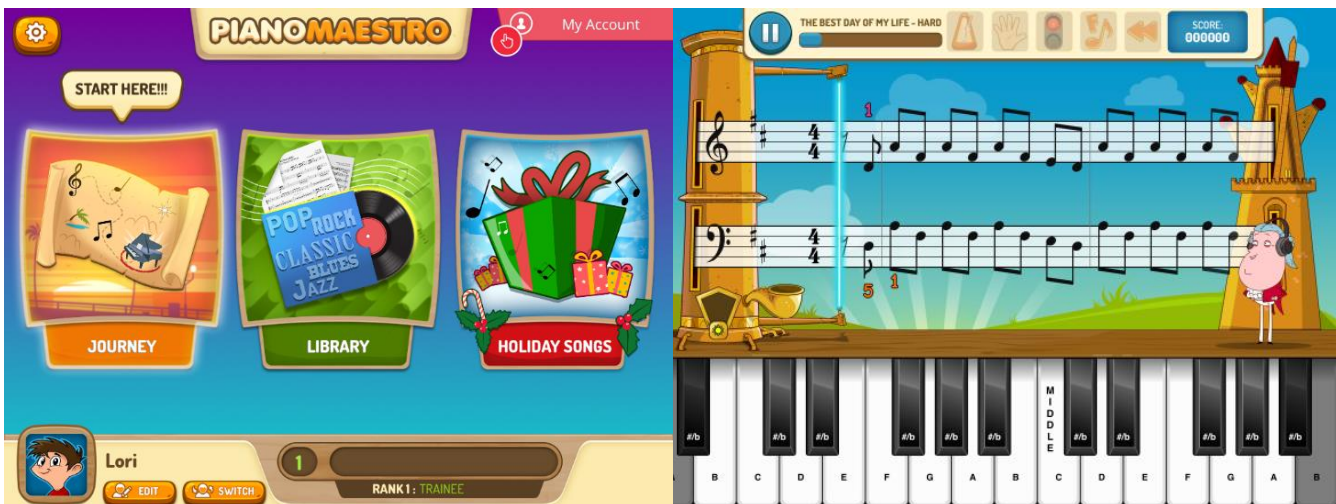 PIANOMAESTRO
My Account
START HERE!!!
POP ROCK
CLASSIC
BLUES
JAZZ
JOURNEY
LIBRARY
HOLIDAY SONGS
Lori
EDIT
SWITCH
1
RANK 1: TRAINEE
THE BEST DAY OF MY LIFE - HARD
SCORE:
000000
1
4
4
4
4
5
1
MIDDLE
#/b #/b #/b #/b #/b #/b #/b #/b #/b #/b #/b
B C D E F G A B C D E F G A B